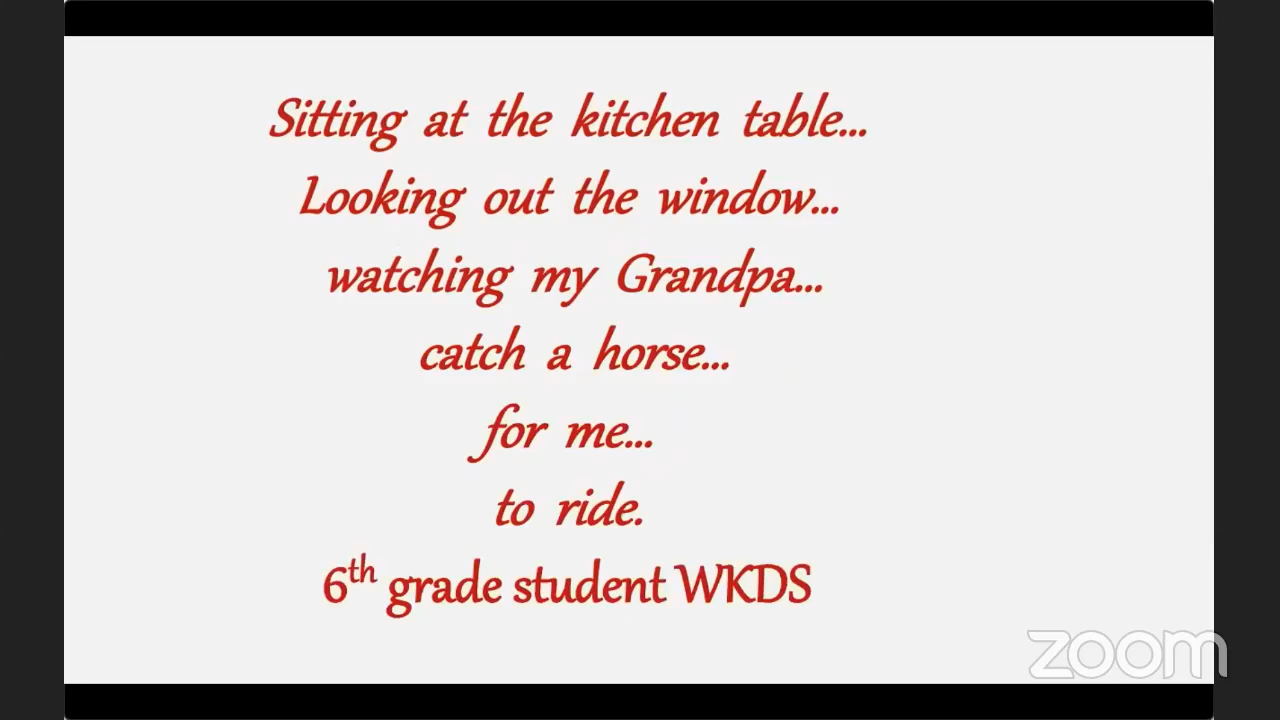 Sitting at the kitchen table...
Looking out the window...
watching my Grandpa...
catch a horse...
for me...
to ride.
6th grade student WKDS
zoom